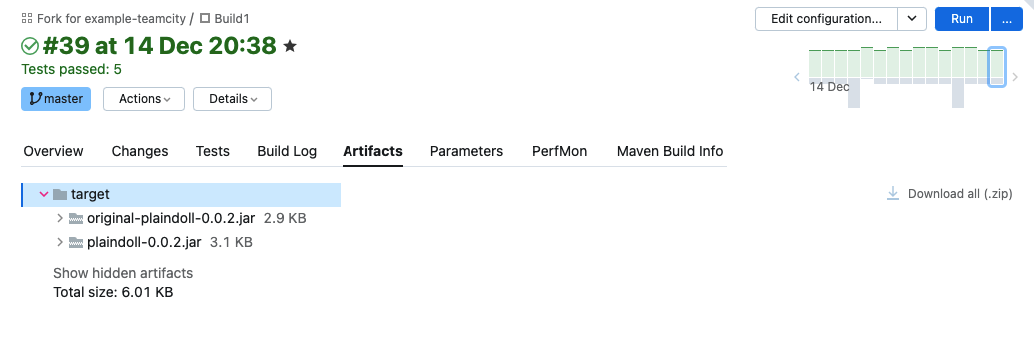 Fork for example-teamcity / Build1
Edit configuration...
Run
...
#39 at 14 Dec 20:38
Tests passed: 5
14 Dec
master
Actions
Details
Overview Changes Tests Build Log Artifacts Parameters PerfMon Maven Build Info
target
Download all (.zip)
original-plaindoll-0.0.2.jar 2.9 KB
plaindoll-0.0.2.jar 3.1 KB
Show hidden artifacts
Total size: 6.01 KB